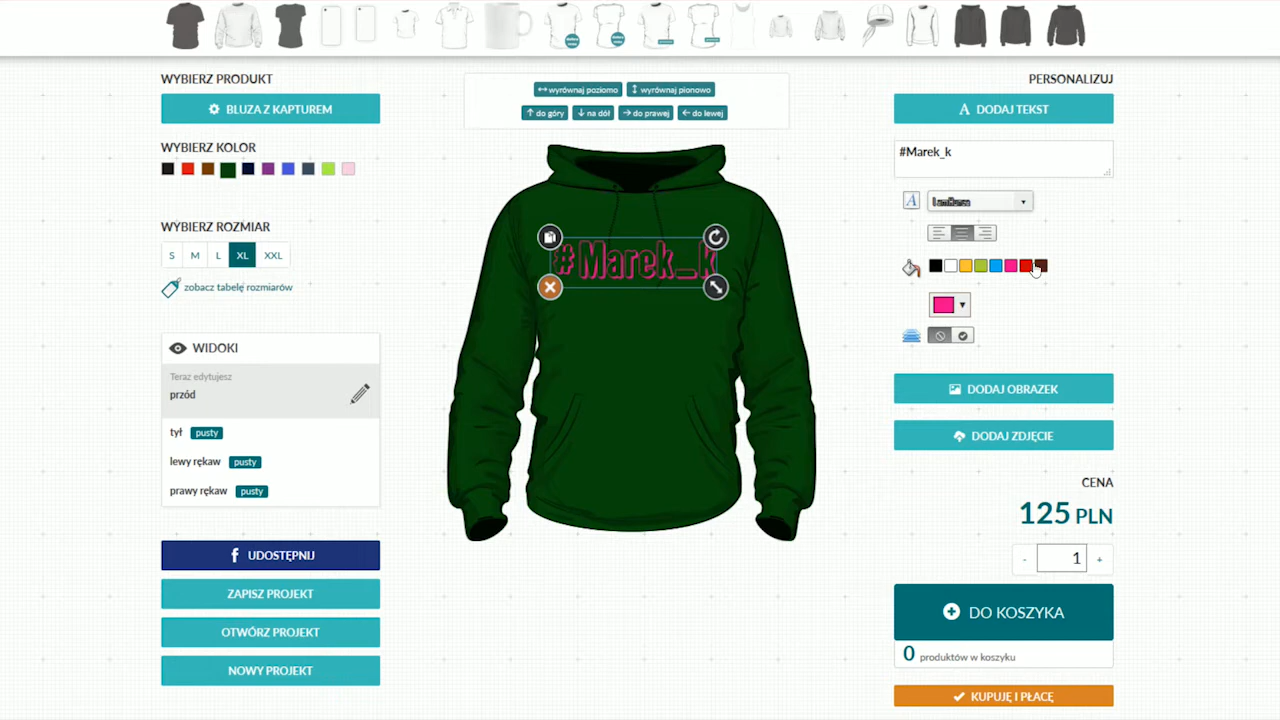 WYBIERZ PRODUKT
BLUZA Z KAPTUREM
WYBIERZ KOLOR
WYBIERZ ROZMIAR
S M L XL XXL
zobacz tabelę rozmiarów
WIDOKI
Teraz edytujesz
przód
tył pusty
lewy rękaw pusty
prawy rękaw pusty
UDOSTĘPNIJ
ZAPISZ PROJEKT
OTWÓRZ PROJEKT
NOWY PROJEKT
wyrównaj poziomo wyrównaj pionowo
do góry na dół do prawej do lewej
#Marek_k
PERSONALIZUJ
DODAJ TEKST
#Marek_k
DODAJ OBRAZEK
DODAJ ZDJĘCIE
CENA
125 PLN
- 1 +
DO KOSZYKA
0 produktów w koszyku
KUPUJĘ I PŁACĘ